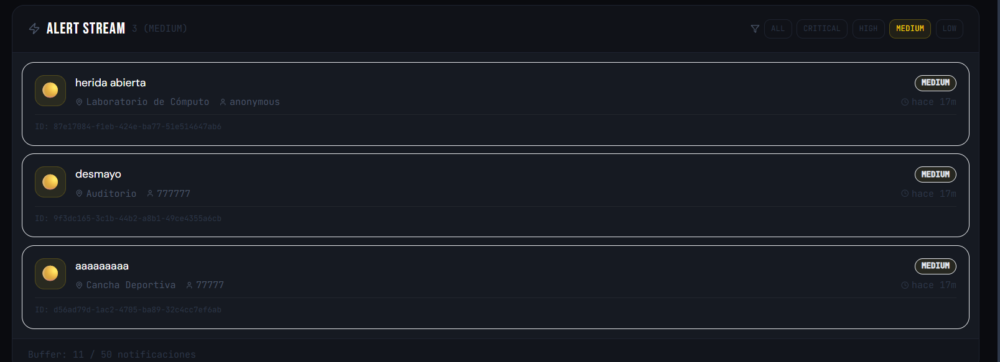 ALERT STREAM 3 (MEDIUM) ALL CRITICAL HIGH MEDIUM LOW
herida abierta MEDIUM
Laboratorio de Cómputo anonymous hace 17m
ID: 87e17084-f1eb-424e-ba77-51e514647ab6
desmayo MEDIUM
Auditorio 777777 hace 17m
ID: 9f3dc165-3c1b-44b2-a8b1-49ce4355a6cb
aaaaaaaaa MEDIUM
Cancha Deportiva 77777 hace 17m
ID: d56ad79d-1ac2-4705-ba89-32c4cc7ef6ab
Buffer: 11 / 50 notificaciones